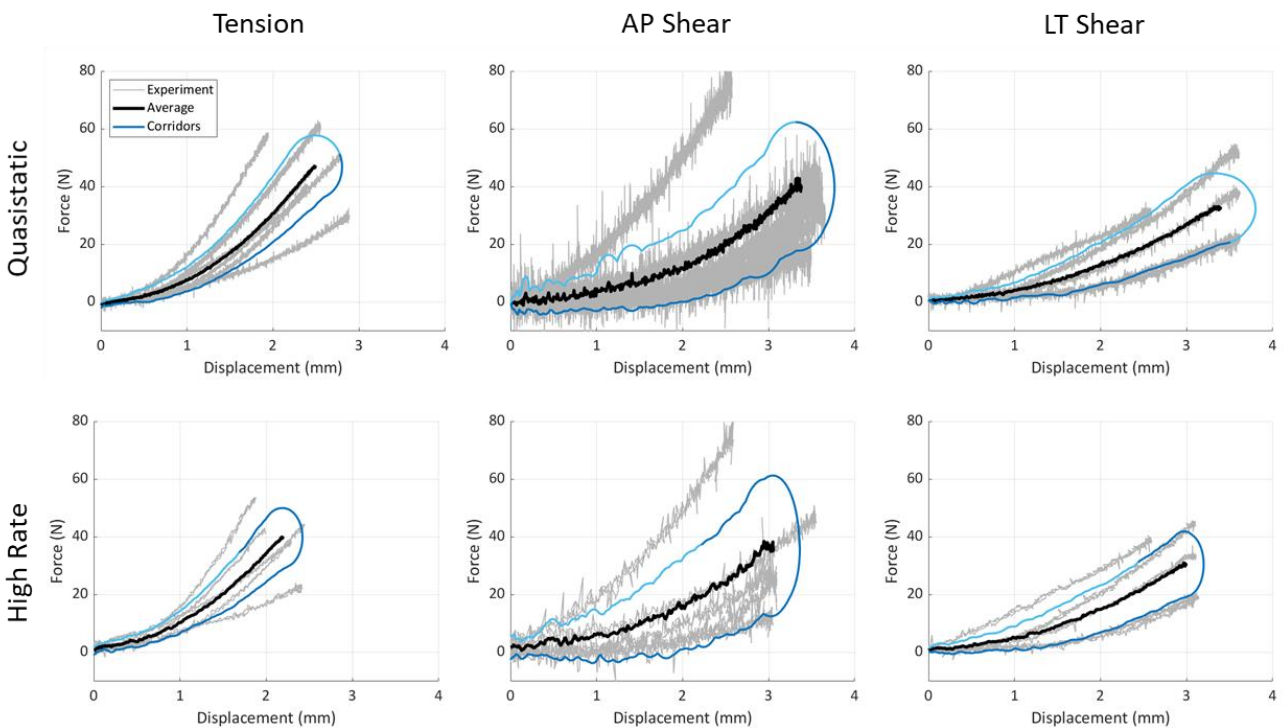 Tension
AP Shear
LT Shear
Quasistatic
80
60
40
20
0
Force (N)
Experiment
Average
Corridors
0 1 2 3 4
Displacement (mm)
80
60
40
20
0
Force (N)
0 1 2 3 4
Displacement (mm)
80
60
40
20
0
Force (N)
0 1 2 3 4
Displacement (mm)
High Rate
80
60
40
20
0
Force (N)
0 1 2 3 4
Displacement (mm)
80
60
40
20
0
Force (N)
0 1 2 3 4
Displacement (mm)
80
60
40
20
0
Force (N)
0 1 2 3 4
Displacement (mm)